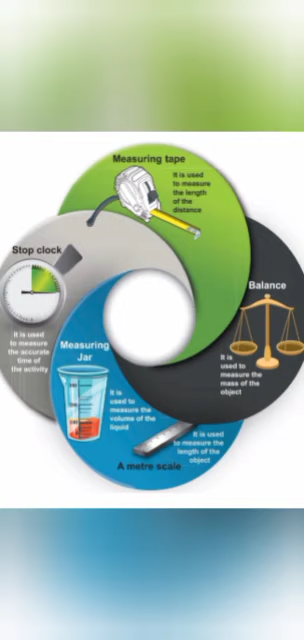 Measuring tape
It is used
to measure
the length
of the
distance
Stop clock
It is used
to measure
the accurate
time of
the activity
Balance
It is
used to
measure the
mass of the
object
Measuring
Jar
It is
used to
measure the
volume of the
liquid
It is used
to measure the
length of the
object
A metre scale